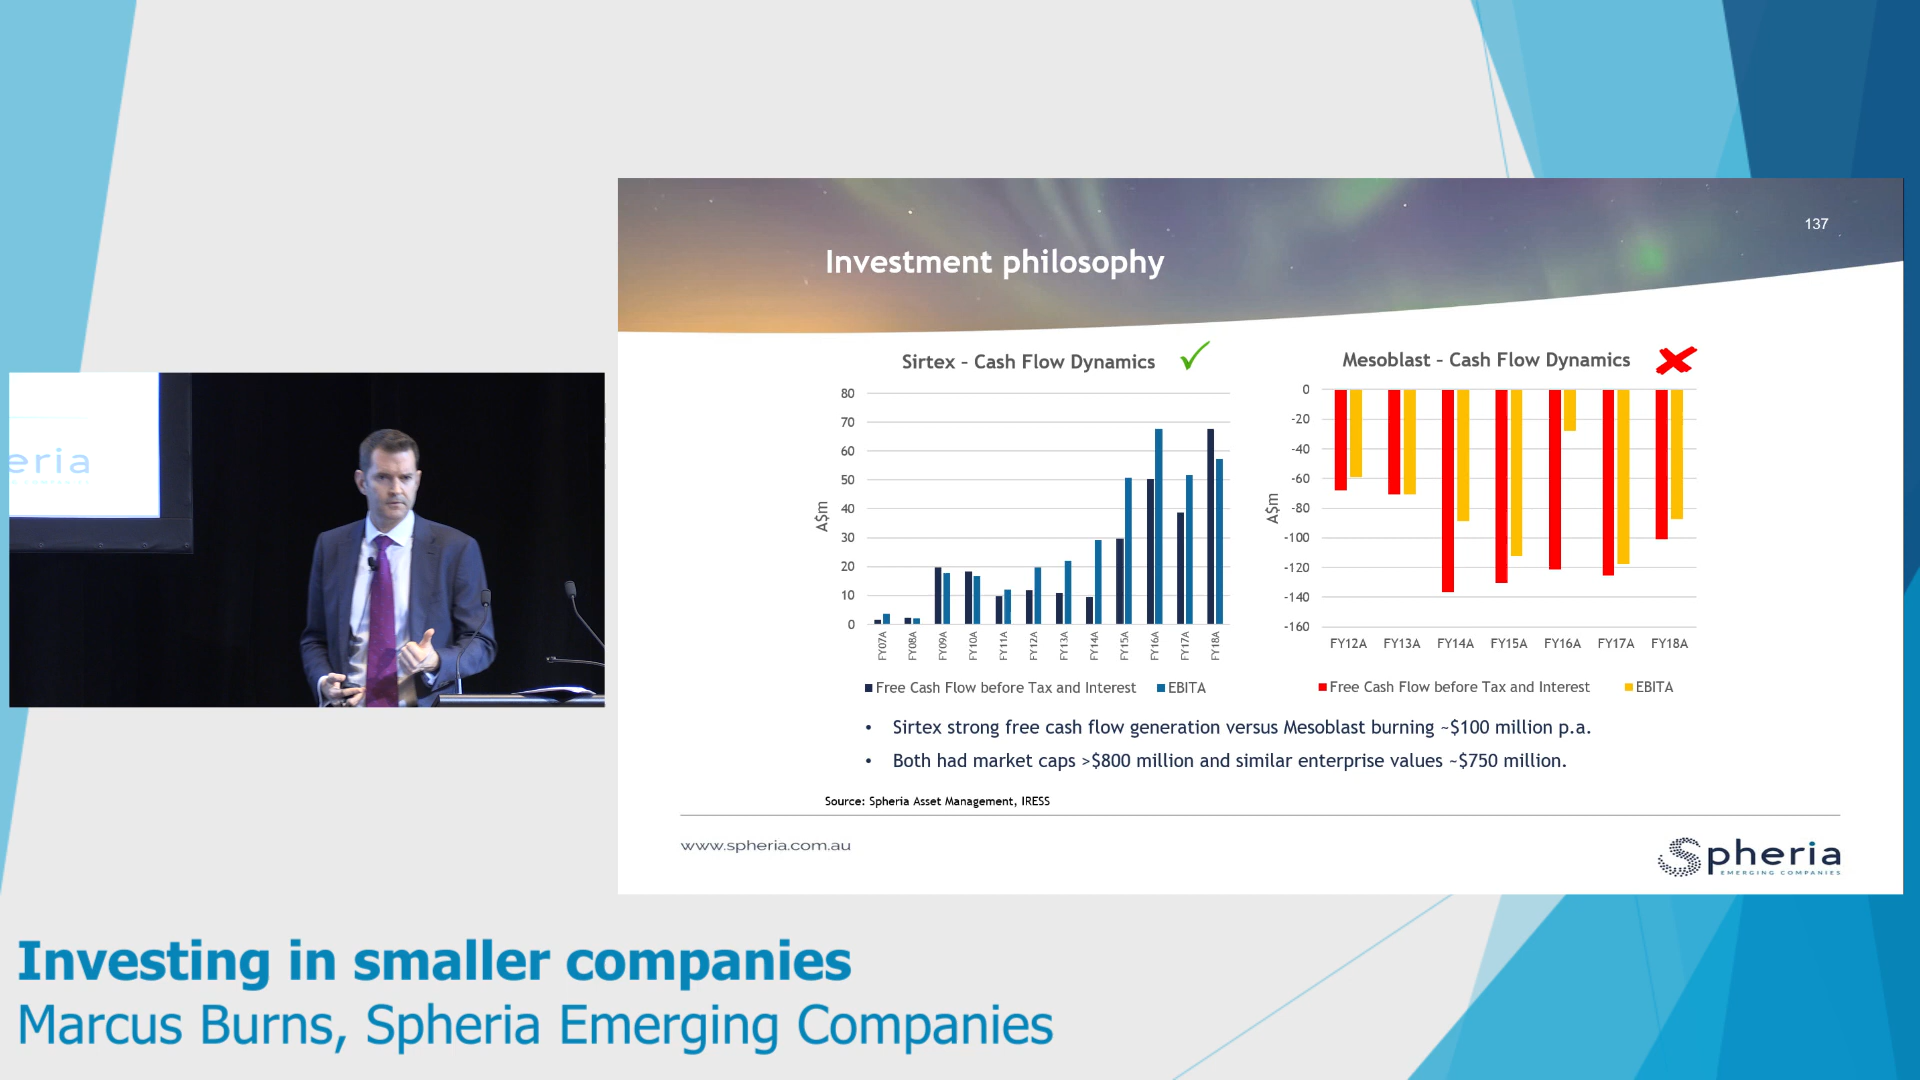 137
Investment philosophy
Sirtex – Cash Flow Dynamics
80
70
60
50
40
30
20
10
0
A$m
FY07A FY08A FY09A FY10A FY11A FY12A FY13A FY14A FY15A FY16A FY17A FY18A
Free Cash Flow before Tax and Interest EBITA
Mesoblast – Cash Flow Dynamics
0
-20
-40
-60
-80
-100
-120
-140
-160
A$m
FY12A FY13A FY14A FY15A FY16A FY17A FY18A
Free Cash Flow before Tax and Interest EBITA
• Sirtex strong free cash flow generation versus Mesoblast burning ~$100 million p.a.
• Both had market caps >$800 million and similar enterprise values ~$750 million.
Source: Spheria Asset Management, IRESS
www.spheria.com.au
Spheria
EMERGING COMPANIES
eria
Investing in smaller companies
Marcus Burns, Spheria Emerging Companies